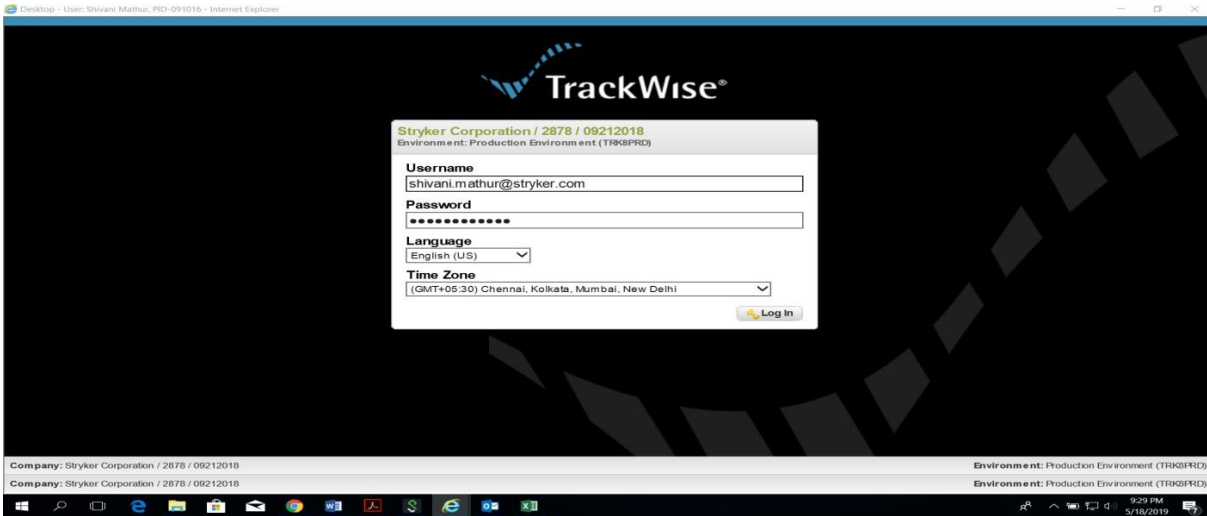 Desktop - User: Shivani Mathur, PID-091016 - Internet Explorer
TrackWise®
Stryker Corporation / 2878 / 09212018
Environment: Production Environment (TRK8PRD)
Username
shivani.mathur@stryker.com
Password
●●●●●●●●●●●●
Language
English (US)
Time Zone
(GMT+05:30) Chennai, Kolkata, Mumbai, New Delhi
Log In
Company: Stryker Corporation / 2878 / 09212018 Environment: Production Environment (TRK8PRD)
Company: Stryker Corporation / 2878 / 09212018 Environment: Production Environment (TRK8PRD)
9:29 PM
5/18/2019